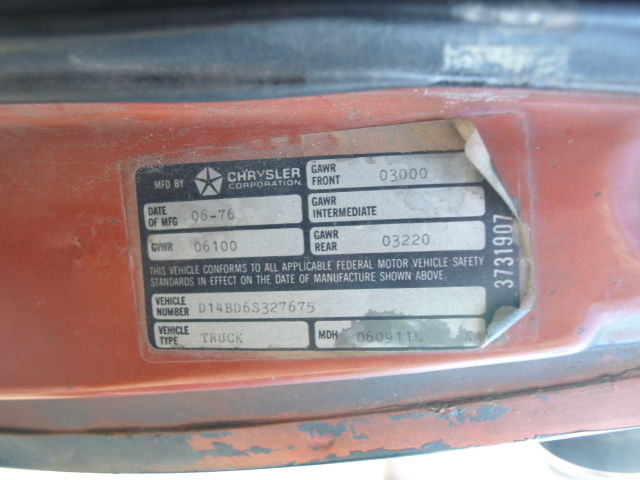 MFD BY CHRYSLER CORPORATION
GAWR FRONT 03000
DATE OF MFG 06-76
GAWR INTERMEDIATE
GVWR 06100
GAWR REAR 03220
THIS VEHICLE CONFORMS TO ALL APPLICABLE FEDERAL MOTOR VEHICLE SAFETY
STANDARDS IN EFFECT ON THE DATE OF MANUFACTURE SHOWN ABOVE.
VEHICLE NUMBER D14BD6S327675
VEHICLE TYPE TRUCK
MDH
3731907